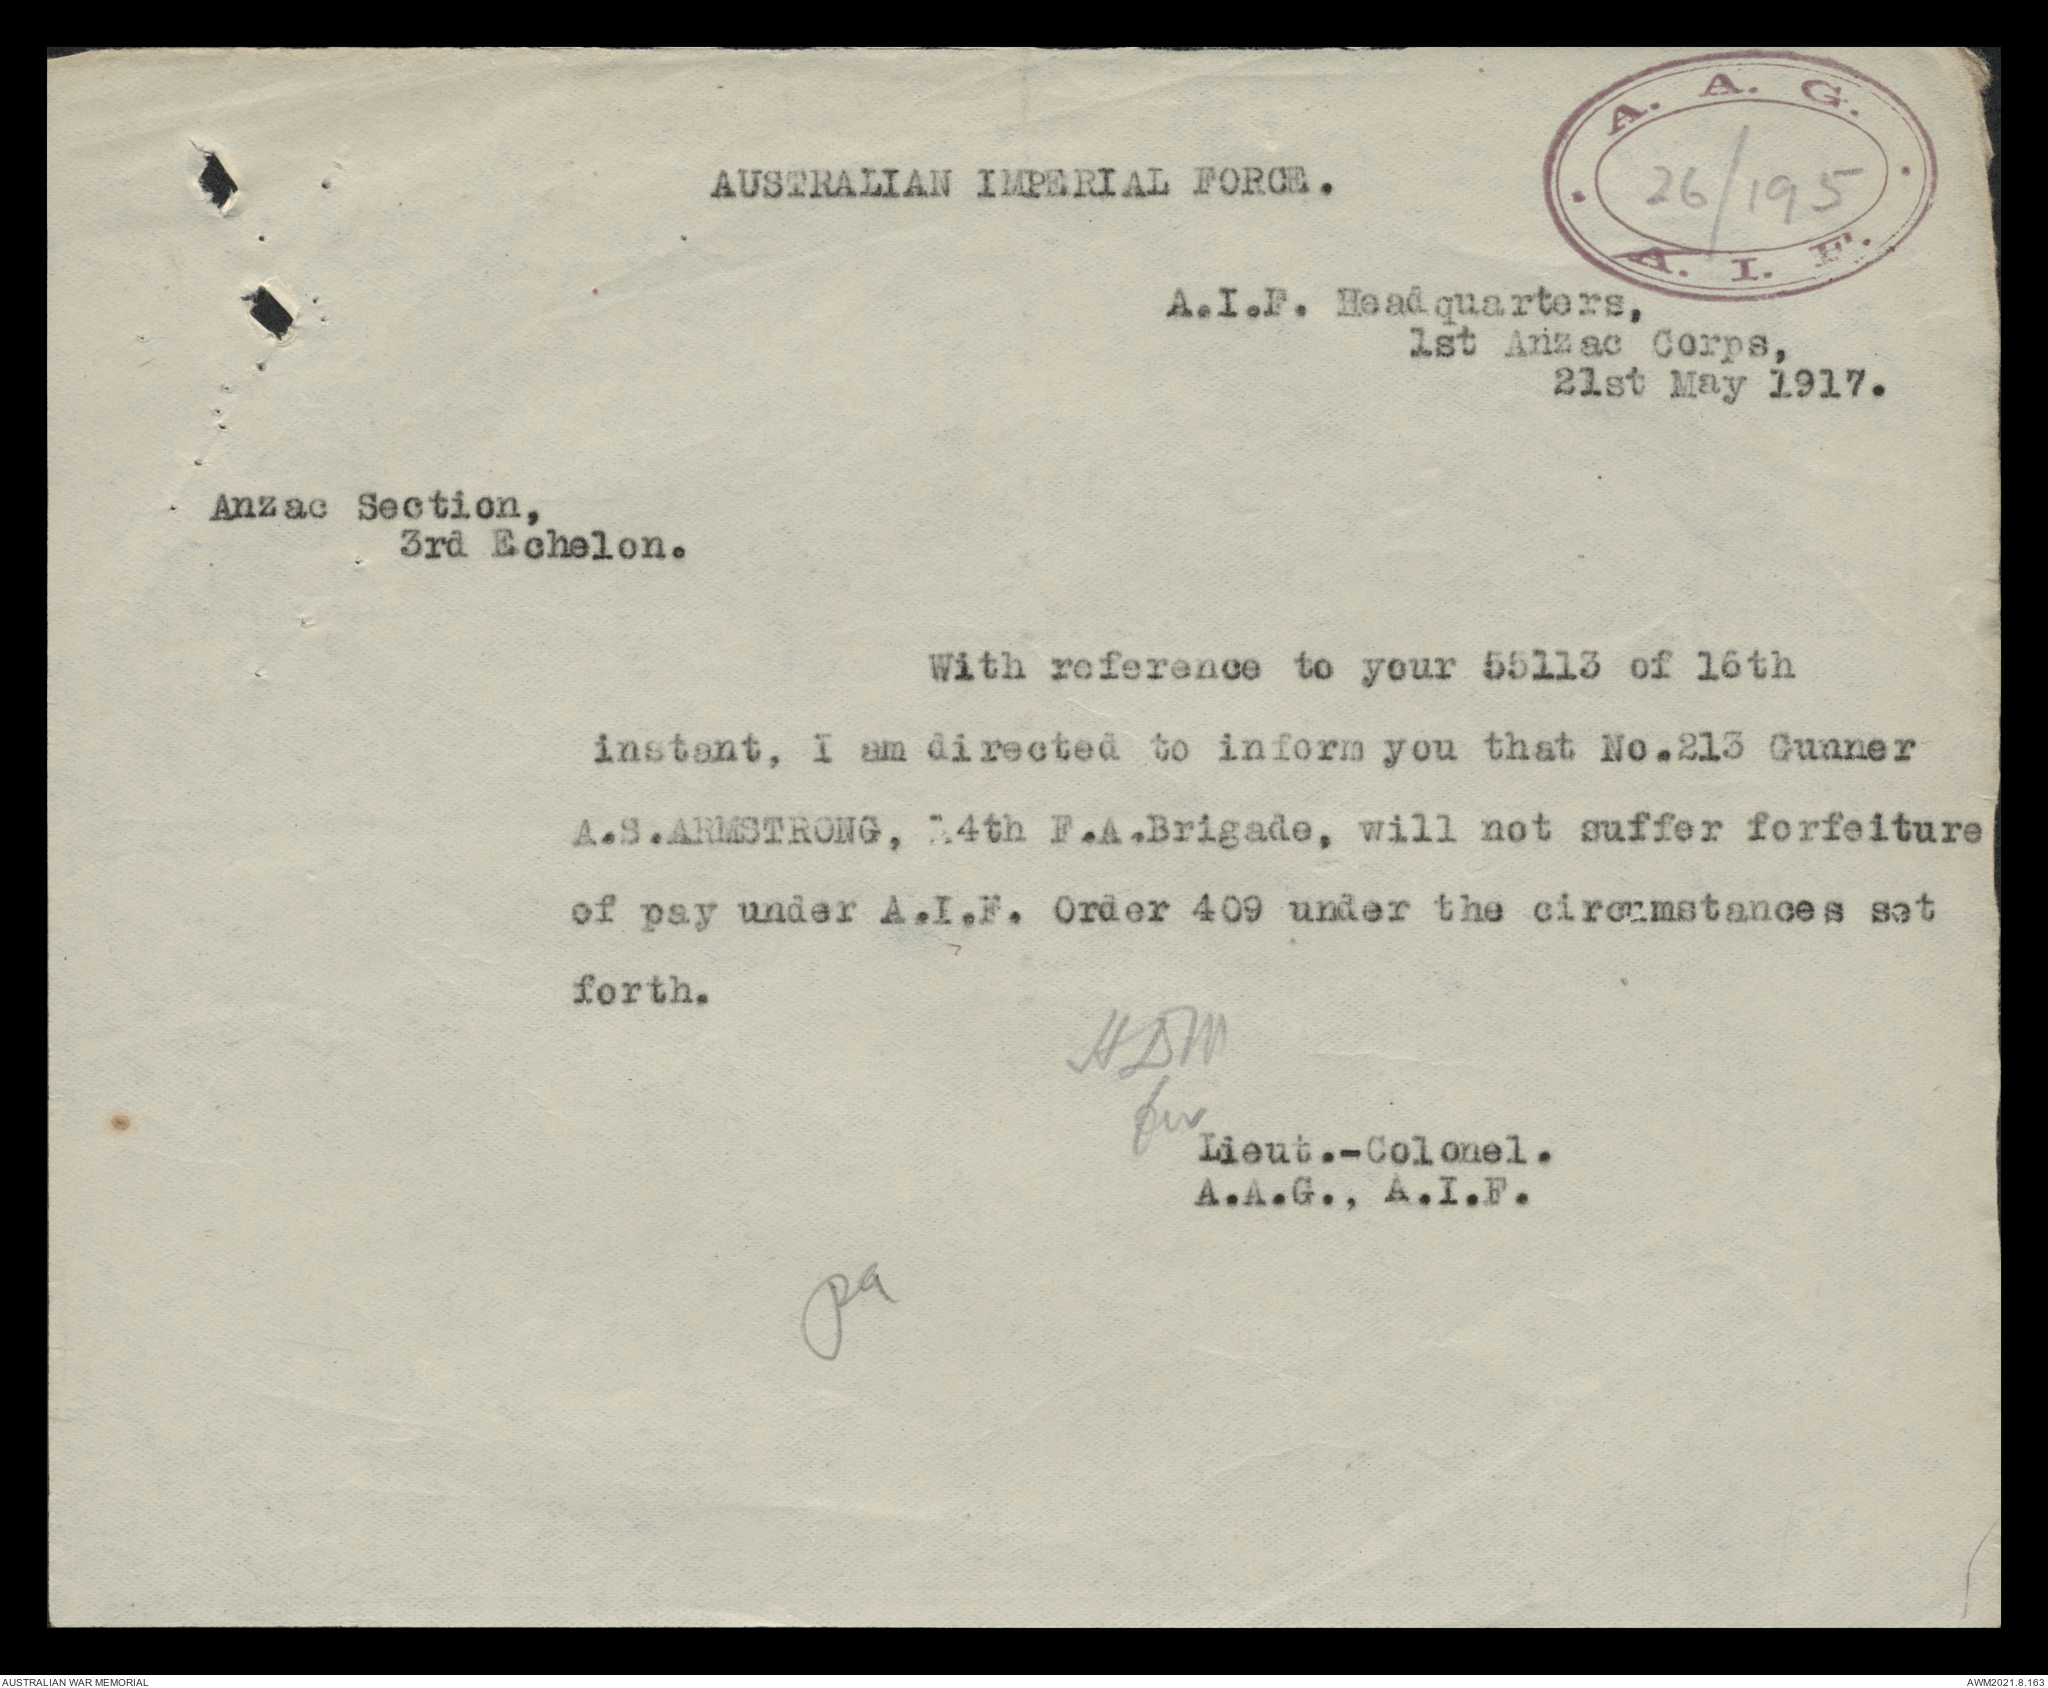 A. A. G.
26/195
A. I. F.
AUSTRALIAN IMPERIAL FORCE.
A.I.F. Headquarters,
1st Anzac Corps,
21st May 1917.
Anzac Section,
3rd Echelon.
With reference to your 55113 of 16th
instant, I am directed to inform you that No.213 Gunner
A.S.ARMSTRONG, 14th F.A.Brigade, will not suffer forfeiture
of pay under A.I.F. Order 409 under the circumstances set
forth.
HDW
for
Lieut.-Colonel.
A.A.G., A.I.F.
pa
AUSTRALIAN WAR MEMORIAL
AWM2021.8.163